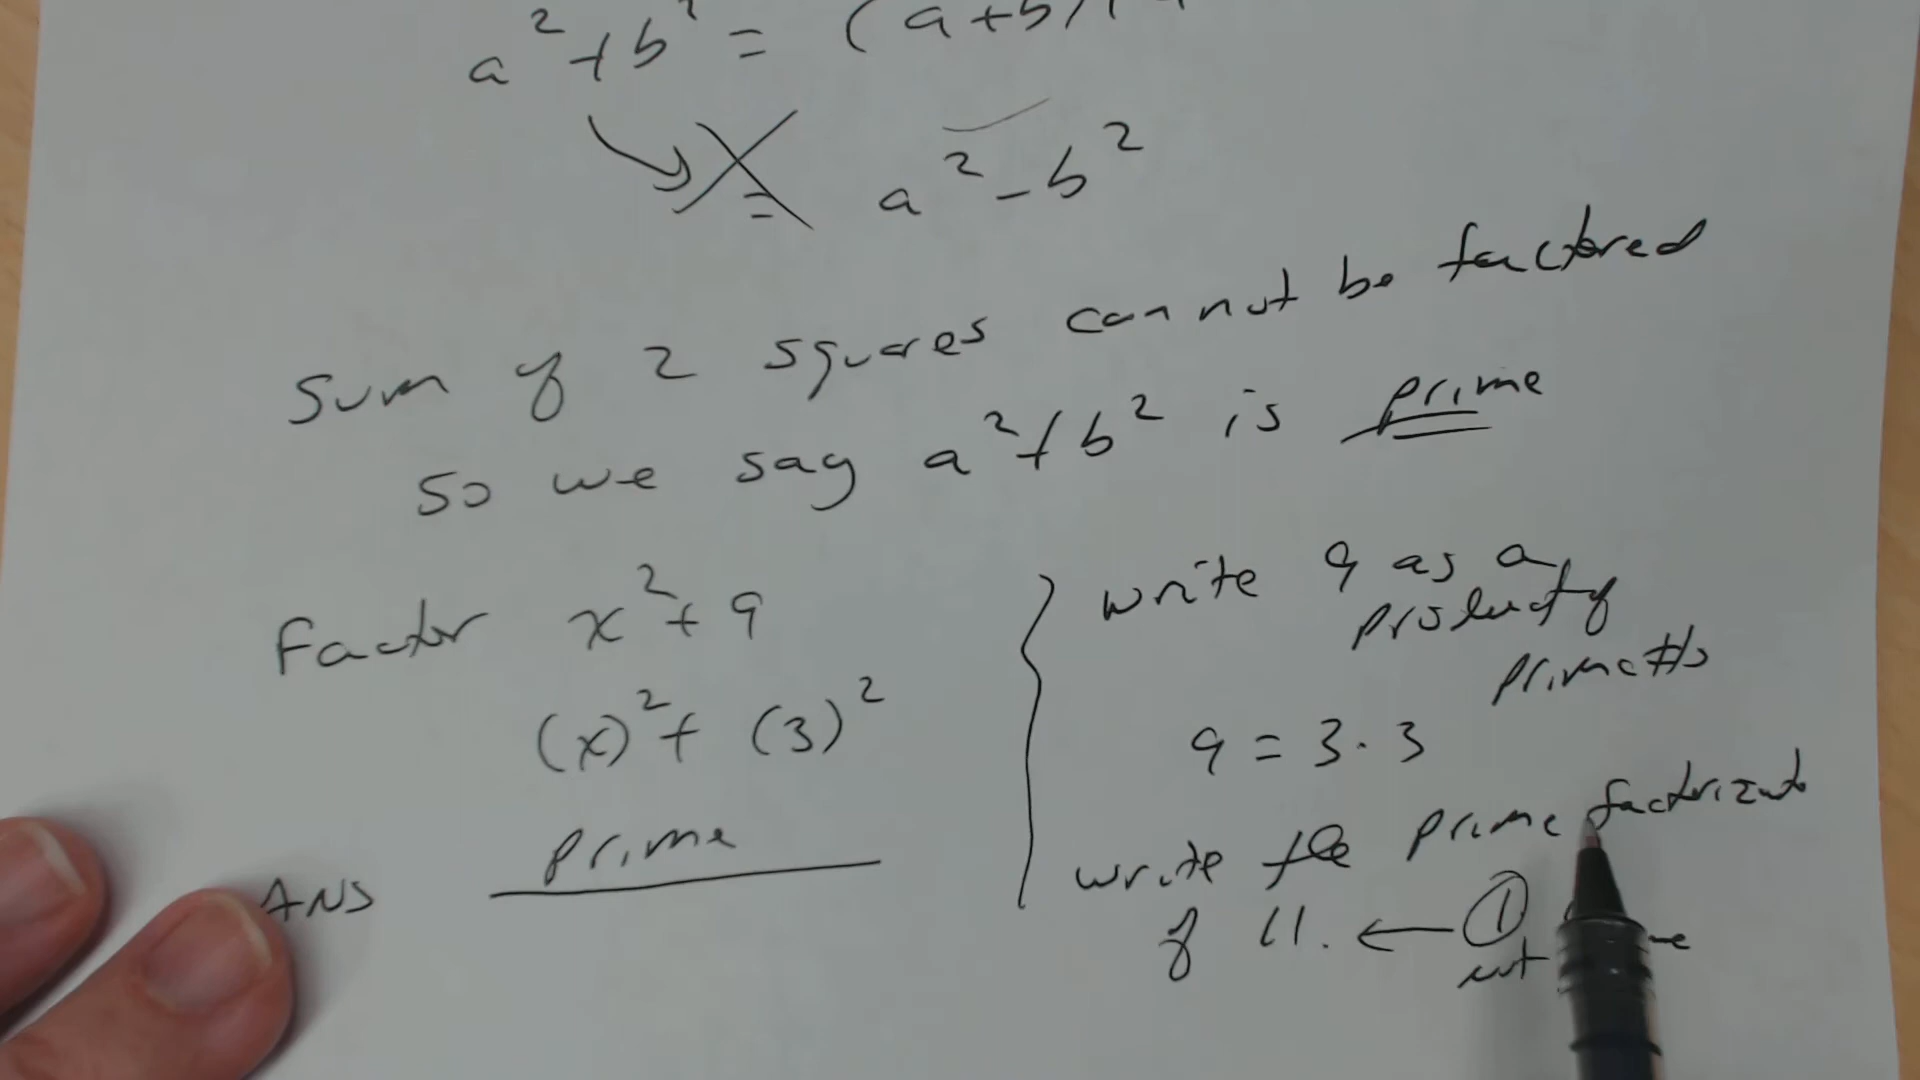 a² + b² = (a+b)(
= a² - b²
Sum of 2 squares cannot be factored
So we say a² + b² is prime
Factor x² + 9
(x)² + (3)²
Ans prime
write 9 as a
product of
prime #s
9 = 3 · 3
write the prime factorizat
of 11. ← 1
not